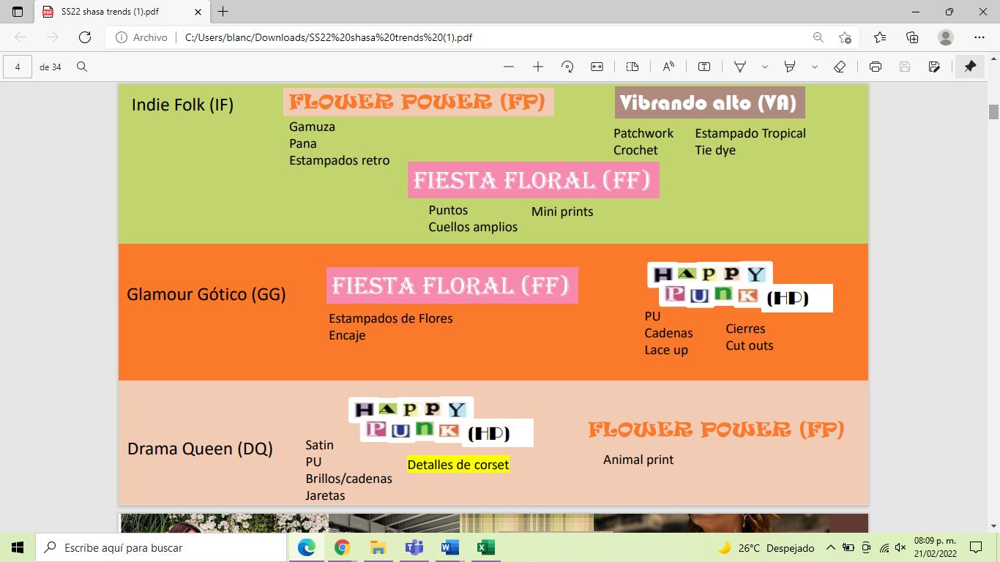 SS22 shasa trends (1).pdf
Archivo
C:/Users/blanc/Downloads/SS22%20shasa%20trends%20(1).pdf
4 de 34
Indie Folk (IF)
FLOWER POWER (FP)
Gamuza
Pana
Estampados retro
Vibrando alto (VA)
Patchwork
Crochet
Estampado Tropical
Tie dye
FIESTA FLORAL (FF)
Puntos
Cuellos amplios
Mini prints
Glamour Gótico (GG)
FIESTA FLORAL (FF)
Estampados de Flores
Encaje
HAPPY
PUNK (HP)
PU
Cadenas
Lace up
Cierres
Cut outs
Drama Queen (DQ)
HAPPY
PUNK (HP)
Satin
PU
Brillos/cadenas
Jaretas
Detalles de corset
FLOWER POWER (FP)
Animal print
Escribe aquí para buscar
26°C Despejado
08:09 p. m.
21/02/2022